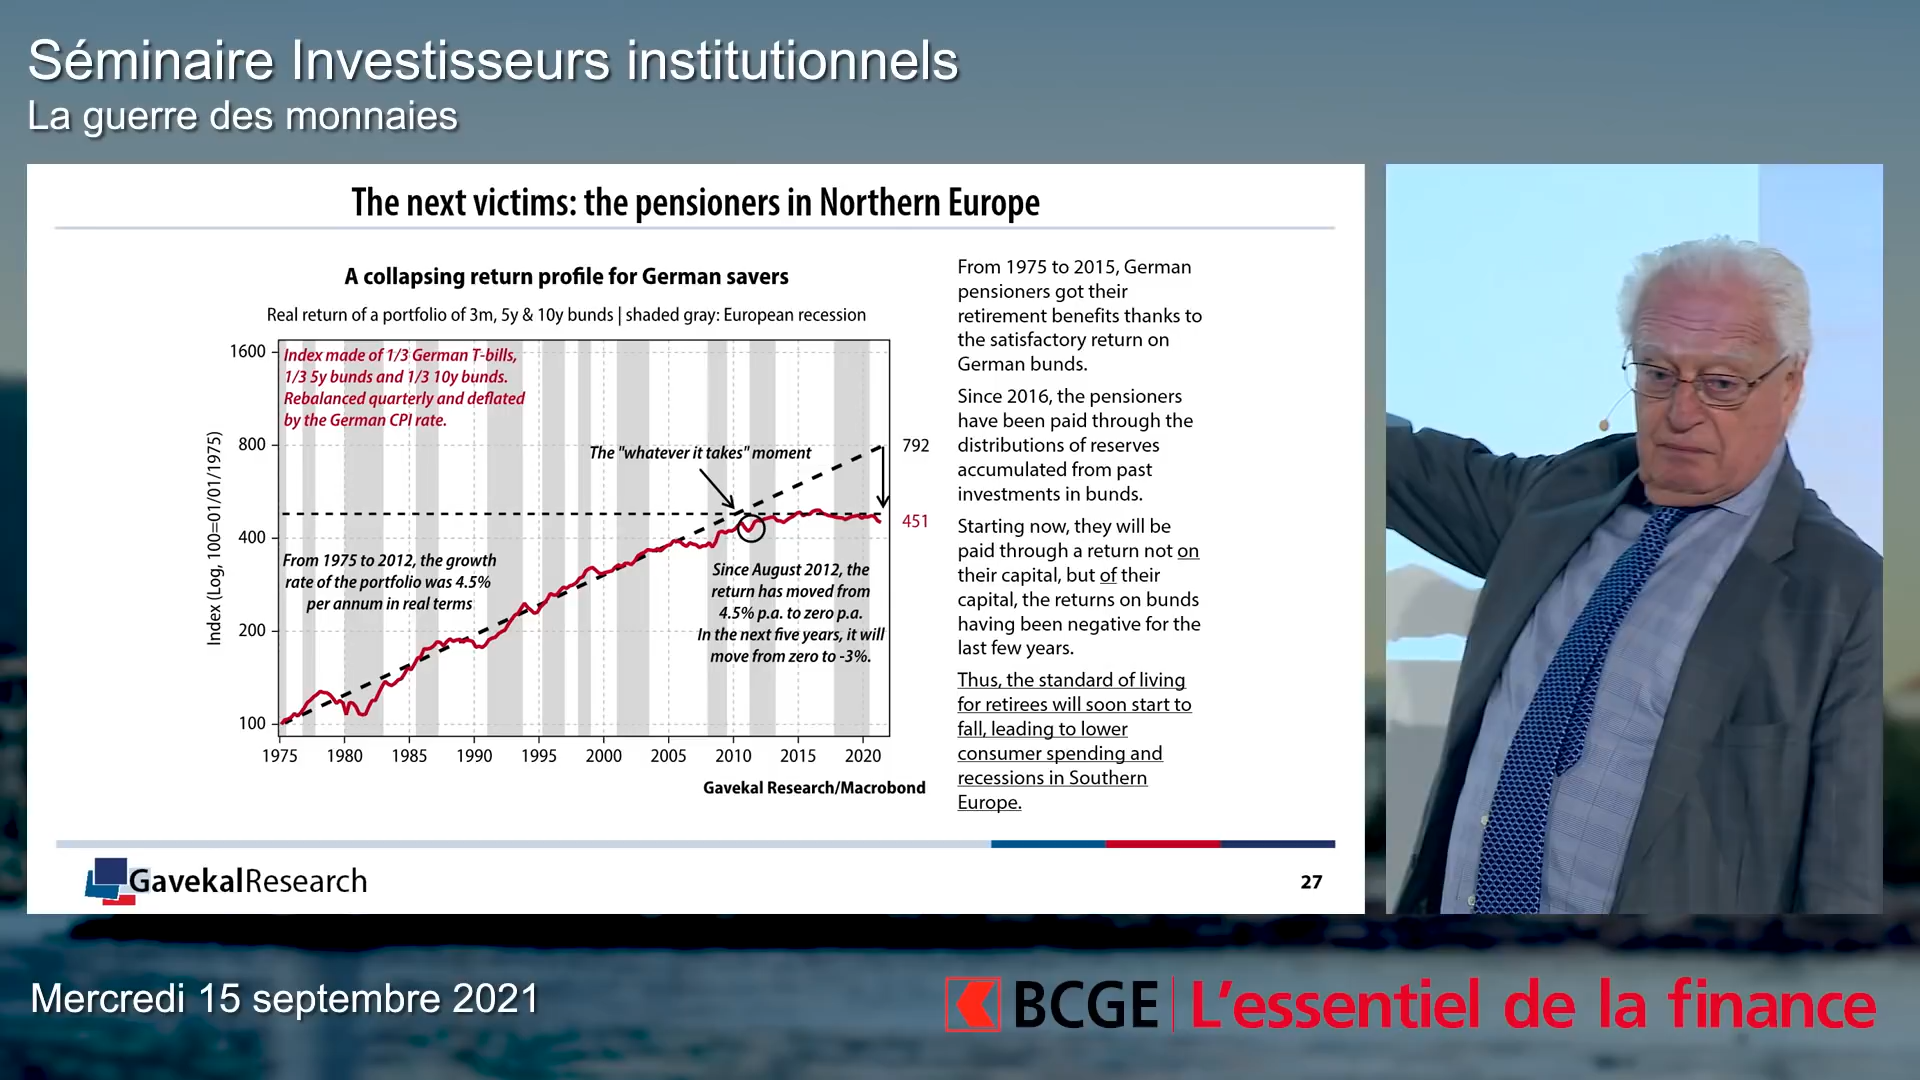 Séminaire Investisseurs institutionnels
La guerre des monnaies
The next victims: the pensioners in Northern Europe
A collapsing return profile for German savers
Real return of a portfolio of 3m, 5y & 10y bunds | shaded gray: European recession
Index (Log, 100=01/01/1975)
1600
800
400
200
100
Index made of 1/3 German T-bills,
1/3 5y bunds and 1/3 10y bunds.
Rebalanced quarterly and deflated
by the German CPI rate.
The "whatever it takes" moment
792
451
From 1975 to 2012, the growth
rate of the portfolio was 4.5%
per annum in real terms
Since August 2012, the
return has moved from
4.5% p.a. to zero p.a.
In the next five years, it will
move from zero to -3%.
1975 1980 1985 1990 1995 2000 2005 2010 2015 2020
Gavekal Research/Macrobond
From 1975 to 2015, German
pensioners got their
retirement benefits thanks to
the satisfactory return on
German bunds.
Since 2016, the pensioners
have been paid through the
distributions of reserves
accumulated from past
investments in bunds.
Starting now, they will be
paid through a return not on
their capital, but of their
capital, the returns on bunds
having been negative for the
last few years.
Thus, the standard of living
for retirees will soon start to
fall, leading to lower
consumer spending and
recessions in Southern
Europe.
GavekalResearch
27
Mercredi 15 septembre 2021
BCGE L'essentiel de la finance